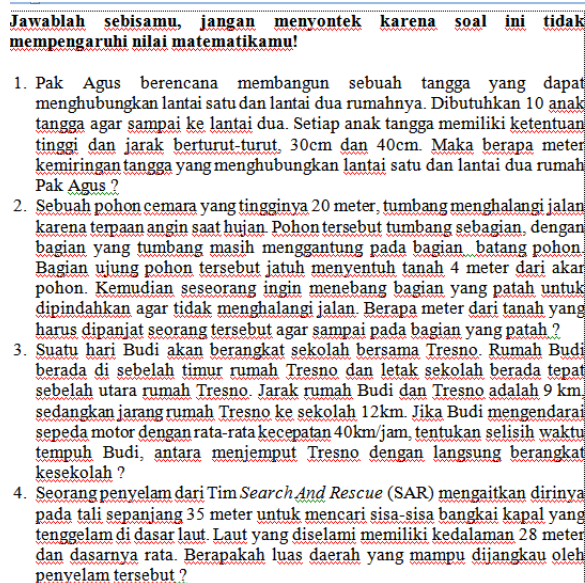 Jawablah sebisamu, jangan menyontek karena soal ini tidak
mempengaruhi nilai matematikamu!
1. Pak Agus berencana membangun sebuah tangga yang dapat
menghubungkan lantai satu dan lantai dua rumahnya. Dibutuhkan 10 anak
tangga agar sampai ke lantai dua. Setiap anak tangga memiliki ketentuan
tinggi dan jarak berturut-turut, 30cm dan 40cm. Maka berapa meter
kemiringan tangga yang menghubungkan lantai satu dan lantai dua rumah
Pak Agus ?
2. Sebuah pohon cemara yang tingginya 20 meter, tumbang menghalangi jalan
karena terpaan angin saat hujan. Pohon tersebut tumbang sebagian, dengan
bagian yang tumbang masih menggantung pada bagian batang pohon.
Bagian ujung pohon tersebut jatuh menyentuh tanah 4 meter dari akar
pohon. Kemudian seseorang ingin menebang bagian yang patah untuk
dipindahkan agar tidak menghalangi jalan. Berapa meter dari tanah yang
harus dipanjat seorang tersebut agar sampai pada bagian yang patah ?
3. Suatu hari Budi akan berangkat sekolah bersama Tresno. Rumah Budi
berada di sebelah timur rumah Tresno dan letak sekolah berada tepat
sebelah utara rumah Tresno. Jarak rumah Budi dan Tresno adalah 9 km,
sedangkan jarang rumah Tresno ke sekolah 12km. Jika Budi mengendarai
sepeda motor dengan rata-rata kecepatan 40km/jam, tentukan selisih waktu
tempuh Budi, antara menjemput Tresno dengan langsung berangkat
kesekolah ?
4. Seorang penyelam dari Tim Search And Rescue (SAR) mengaitkan dirinya
pada tali sepanjang 35 meter untuk mencari sisa-sisa bangkai kapal yang
tenggelam di dasar laut. Laut yang diselami memiliki kedalaman 28 meter
dan dasarnya rata. Berapakah luas daerah yang mampu dijangkau oleh
penyelam tersebut ?